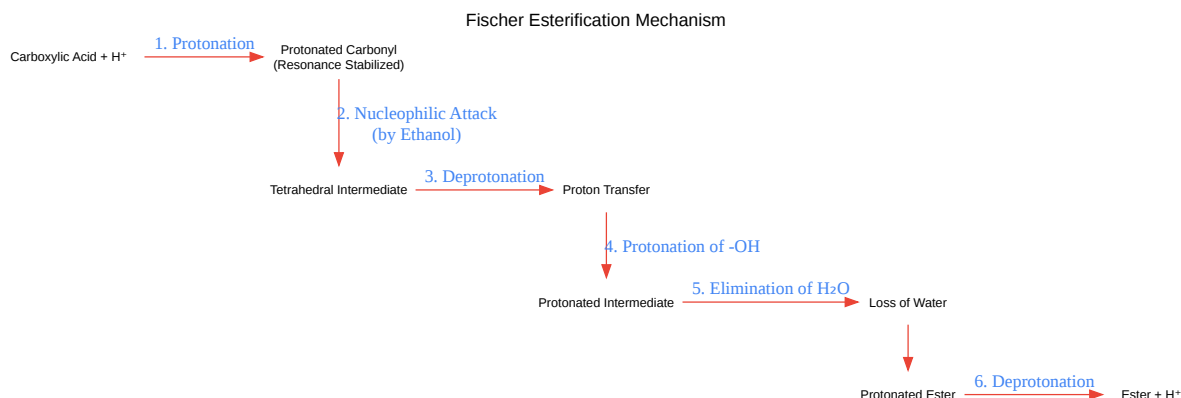 Fischer Esterification Mechanism
Carboxylic Acid + H⁺
1. Protonation
Protonated Carbonyl
(Resonance Stabilized)
2. Nucleophilic Attack
(by Ethanol)
Tetrahedral Intermediate
3. Deprotonation
Proton Transfer
4. Protonation of -OH
Protonated Intermediate
5. Elimination of H₂O
Loss of Water
Protonated Ester
6. Deprotonation
Ester + H⁺